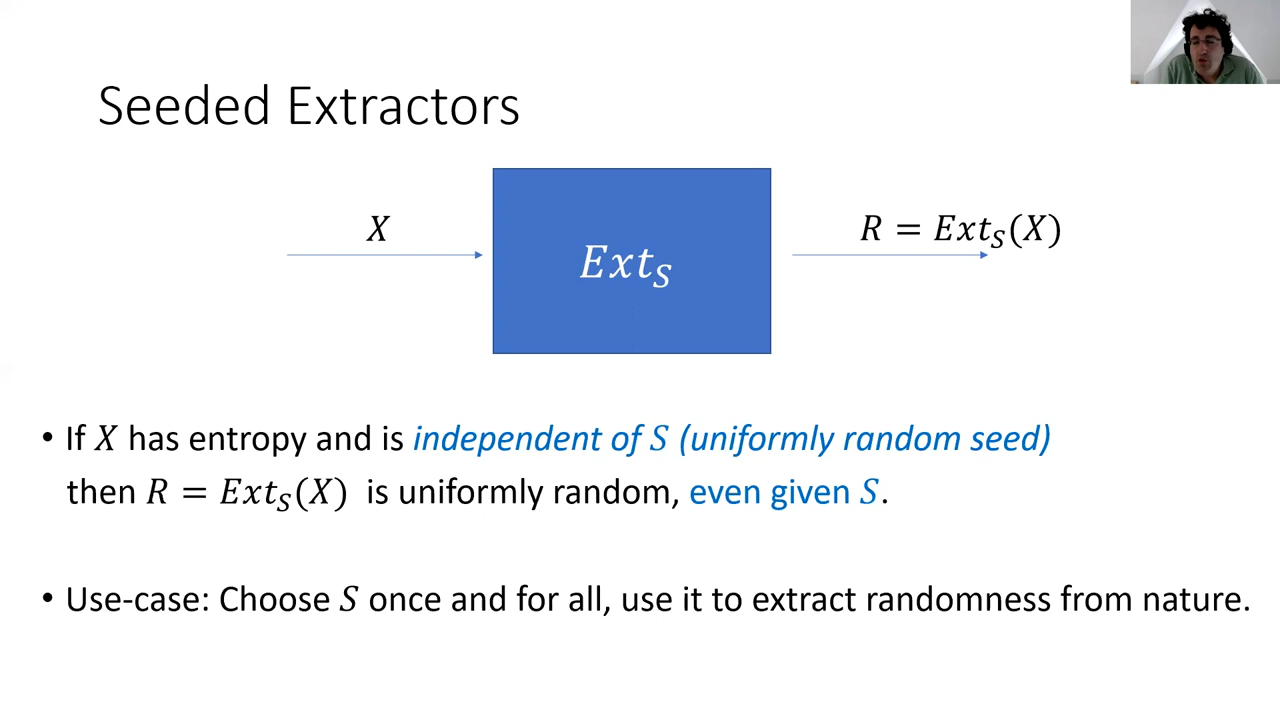 Seeded Extractors
X
Ext_S
R = Ext_S(X)
• If X has entropy and is independent of S (uniformly random seed)
then R = Ext_S(X) is uniformly random, even given S.
• Use-case: Choose S once and for all, use it to extract randomness from nature.